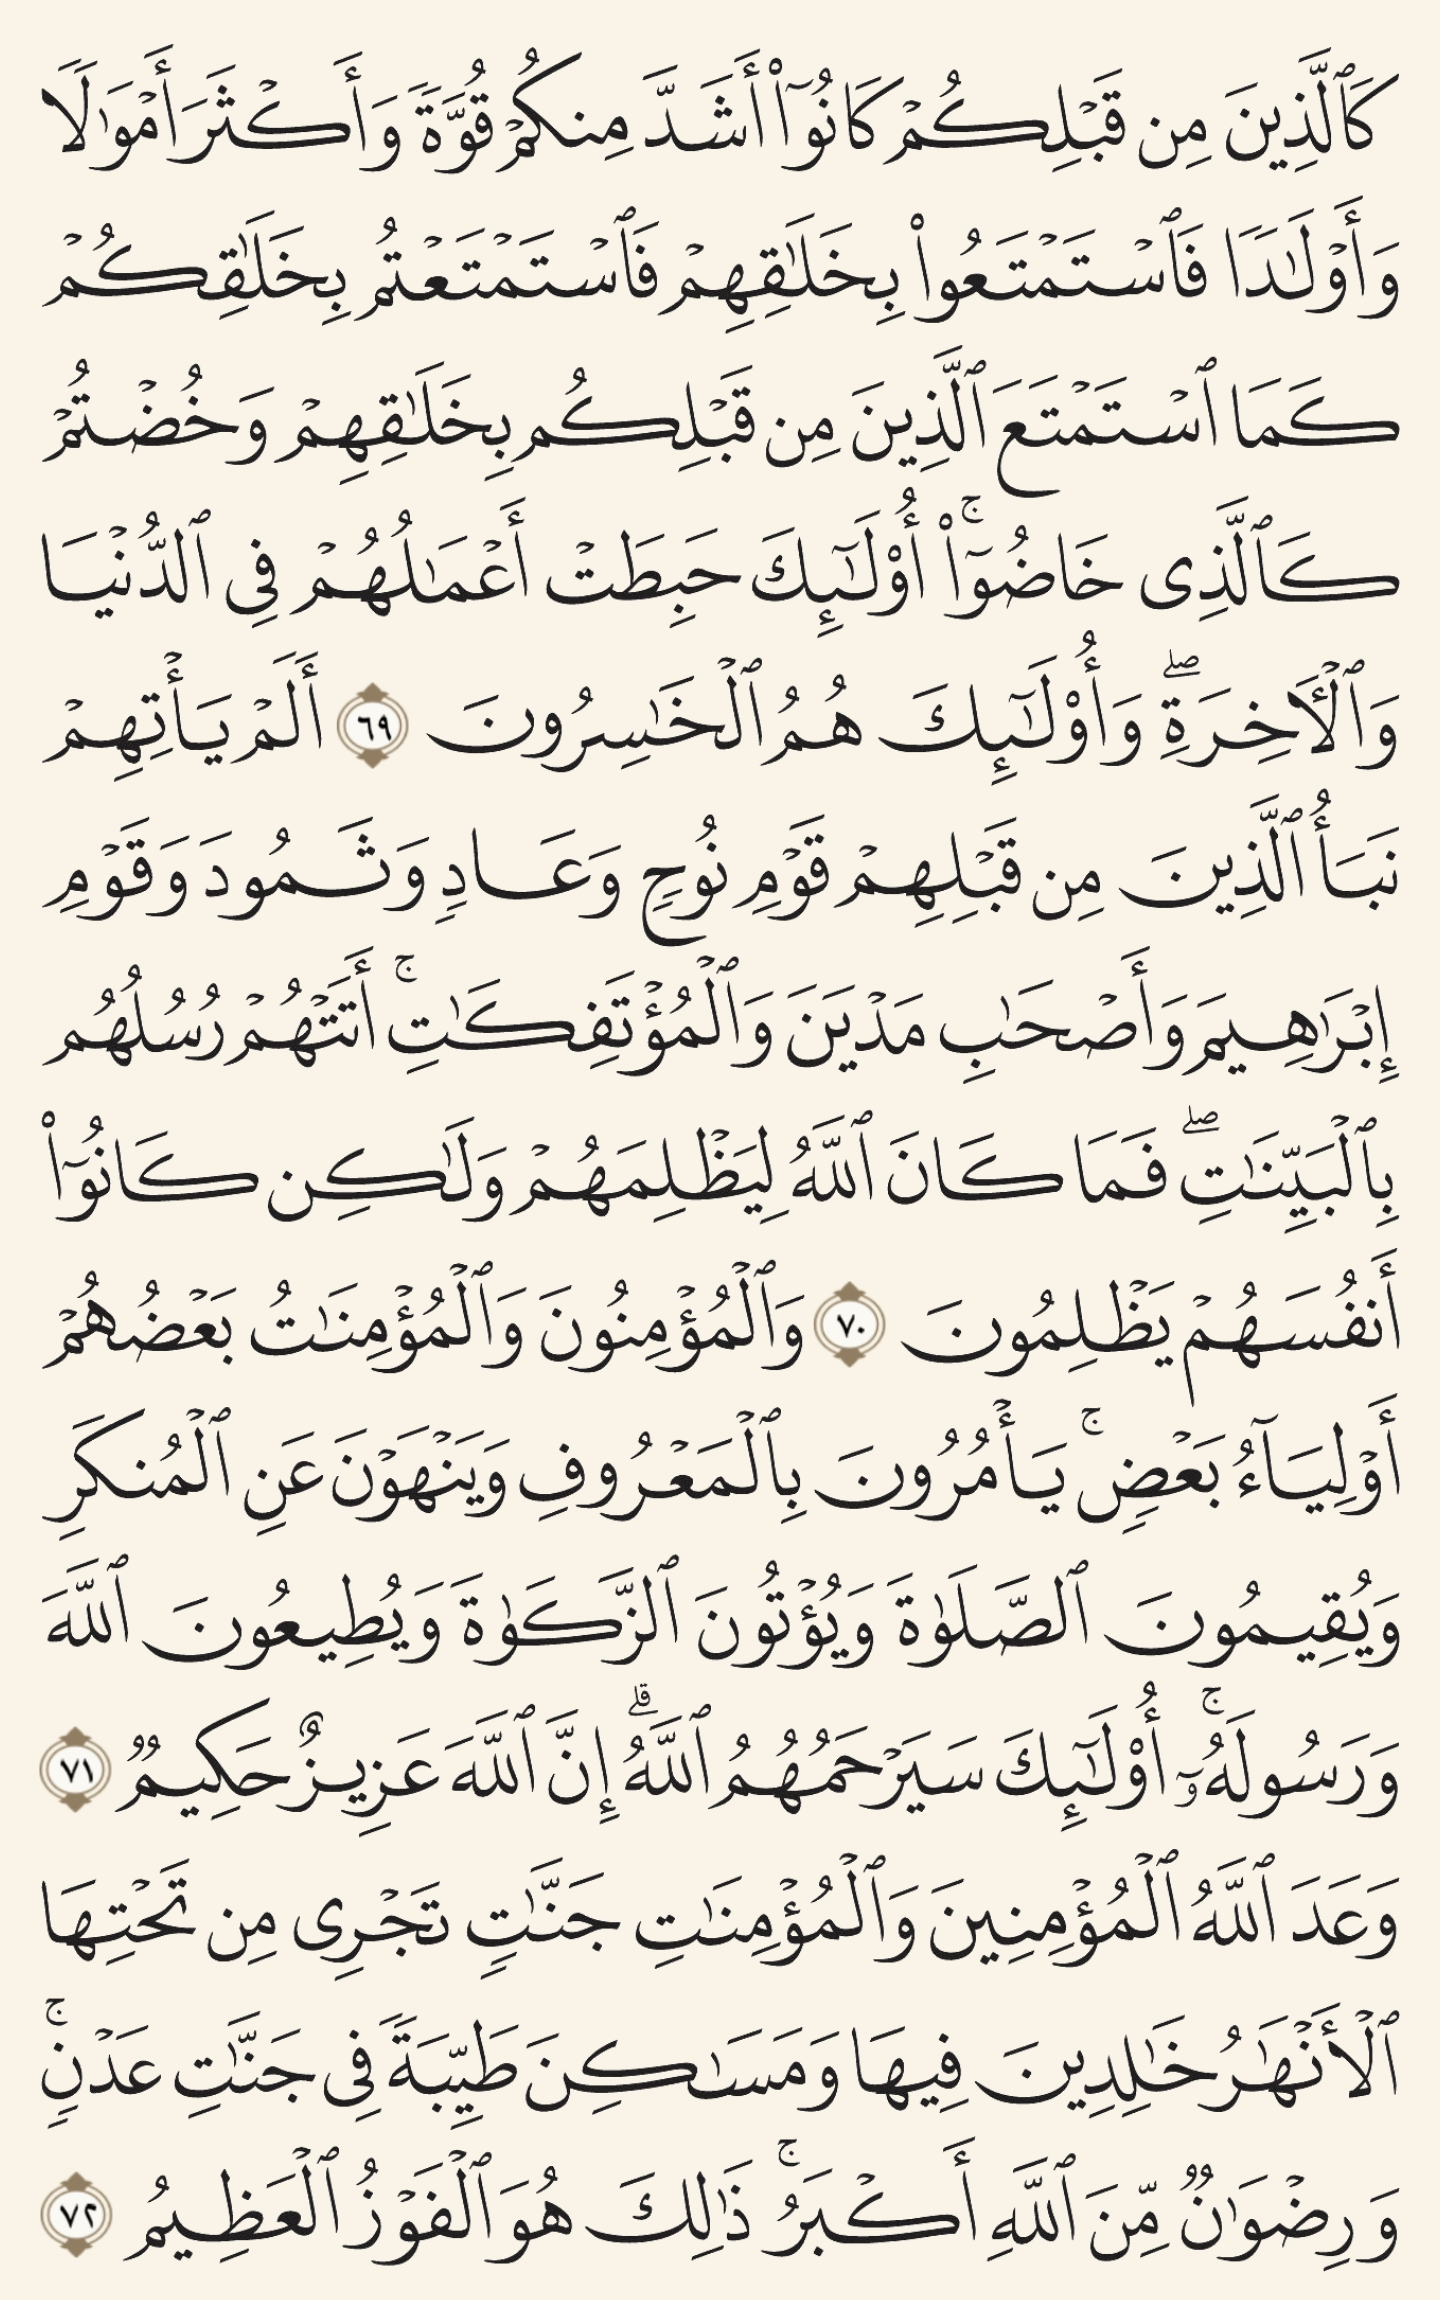 كَٱلَّذِينَ مِن قَبْلِكُمْ كَانُوٓا۟ أَشَدَّ مِنكُمْ قُوَّةً وَأَكْثَرَ أَمْوَٰلًا
وَأَوْلَٰدًا فَٱسْتَمْتَعُوا۟ بِخَلَٰقِهِمْ فَٱسْتَمْتَعْتُم بِخَلَٰقِكُمْ
كَمَا ٱسْتَمْتَعَ ٱلَّذِينَ مِن قَبْلِكُم بِخَلَٰقِهِمْ وَخُضْتُمْ
كَٱلَّذِى خَاضُوٓا۟ ۚ أُو۟لَٰٓئِكَ حَبِطَتْ أَعْمَٰلُهُمْ فِى ٱلدُّنْيَا
وَٱلْءَاخِرَةِ ۖ وَأُو۟لَٰٓئِكَ هُمُ ٱلْخَٰسِرُونَ ٦٩ أَلَمْ يَأْتِهِمْ
نَبَأُ ٱلَّذِينَ مِن قَبْلِهِمْ قَوْمِ نُوحٍ وَعَادٍ وَثَمُودَ وَقَوْمِ
إِبْرَٰهِيمَ وَأَصْحَٰبِ مَدْيَنَ وَٱلْمُؤْتَفِكَٰتِ ۚ أَتَتْهُمْ رُسُلُهُم
بِٱلْبَيِّنَٰتِ ۖ فَمَا كَانَ ٱللَّهُ لِيَظْلِمَهُمْ وَلَٰكِن كَانُوٓا۟
أَنفُسَهُمْ يَظْلِمُونَ ٧٠ وَٱلْمُؤْمِنُونَ وَٱلْمُؤْمِنَٰتُ بَعْضُهُمْ
أَوْلِيَآءُ بَعْضٍ ۚ يَأْمُرُونَ بِٱلْمَعْرُوفِ وَيَنْهَوْنَ عَنِ ٱلْمُنكَرِ
وَيُقِيمُونَ ٱلصَّلَوٰةَ وَيُؤْتُونَ ٱلزَّكَوٰةَ وَيُطِيعُونَ ٱللَّهَ
وَرَسُولَهُۥٓ ۚ أُو۟لَٰٓئِكَ سَيَرْحَمُهُمُ ٱللَّهُ ۗ إِنَّ ٱللَّهَ عَزِيزٌ حَكِيمٌ ٧١
وَعَدَ ٱللَّهُ ٱلْمُؤْمِنِينَ وَٱلْمُؤْمِنَٰتِ جَنَّٰتٍ تَجْرِى مِن تَحْتِهَا
ٱلْأَنْهَٰرُ خَٰلِدِينَ فِيهَا وَمَسَٰكِنَ طَيِّبَةً فِى جَنَّٰتِ عَدْنٍ ۚ
وَرِضْوَٰنٌ مِّنَ ٱللَّهِ أَكْبَرُ ۚ ذَٰلِكَ هُوَ ٱلْفَوْزُ ٱلْعَظِيمُ ٧٢